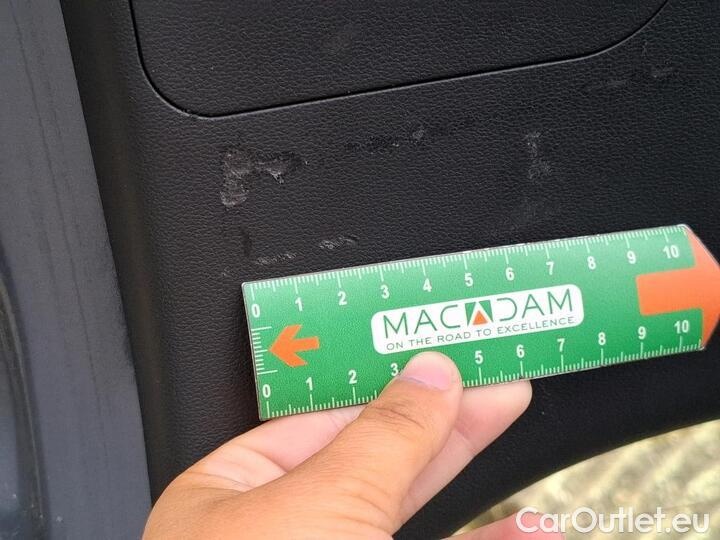 0 1 2 3 4 5 6 7 8 9 10
MACADAM
ON THE ROAD TO EXCELLENCE
0 1 2 3 5 6 7 8 9 10
CarOutlet.eu